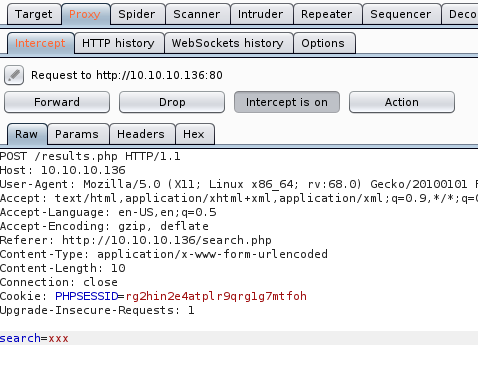 Target Proxy Spider Scanner Intruder Repeater Sequencer Deco
Intercept HTTP history WebSockets history Options
Request to http://10.10.10.136:80
Forward Drop Intercept is on Action
Raw Params Headers Hex
POST /results.php HTTP/1.1
Host: 10.10.10.136
User-Agent: Mozilla/5.0 (X11; Linux x86_64; rv:68.0) Gecko/20100101 F
Accept: text/html,application/xhtml+xml,application/xml;q=0.9,*/*;q=0
Accept-Language: en-US,en;q=0.5
Accept-Encoding: gzip, deflate
Referer: http://10.10.10.136/search.php
Content-Type: application/x-www-form-urlencoded
Content-Length: 10
Connection: close
Cookie: PHPSESSID=rg2hin2e4atplr9qrg1g7mtfoh
Upgrade-Insecure-Requests: 1
search=xxx